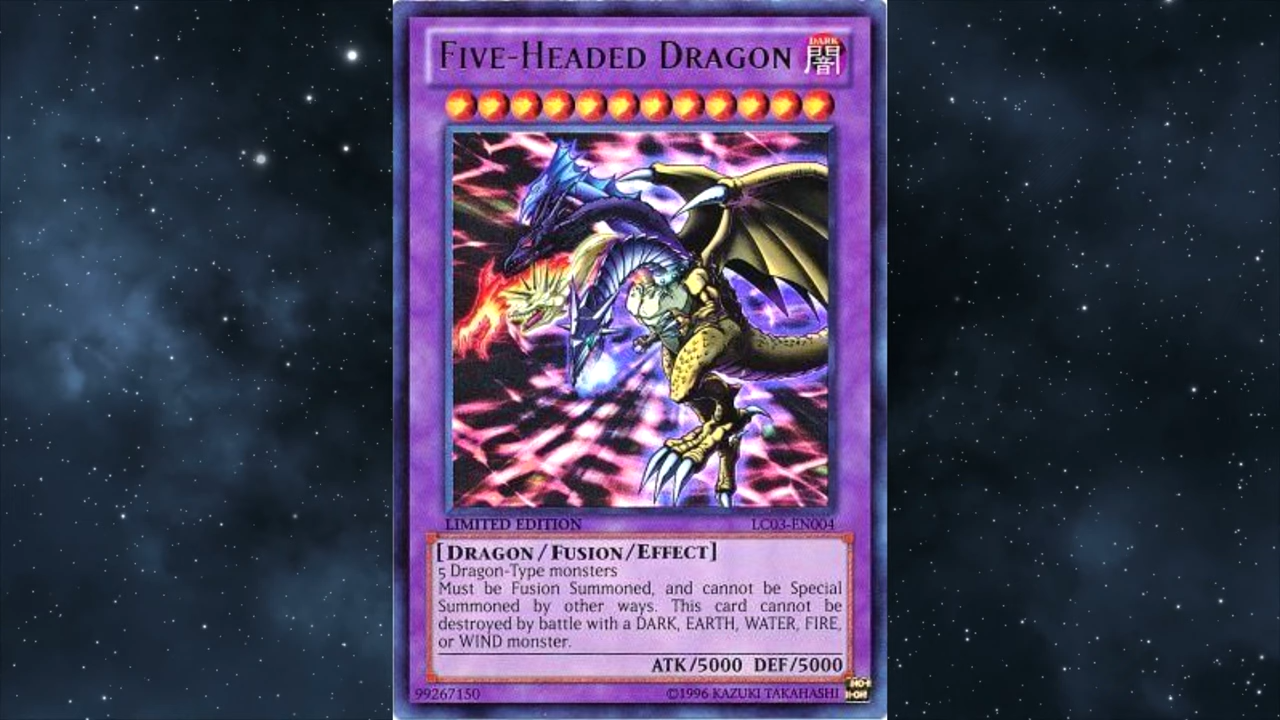 FIVE-HEADED DRAGON
DARK
闇
LIMITED EDITION LC03-EN004
[DRAGON/FUSION/EFFECT]
5 Dragon-Type monsters
Must be Fusion Summoned, and cannot be Special
Summoned by other ways. This card cannot be
destroyed by battle with a DARK, EARTH, WATER, FIRE,
or WIND monster.
ATK/5000 DEF/5000
99267150 ©1996 KAZUKI TAKAHASHI